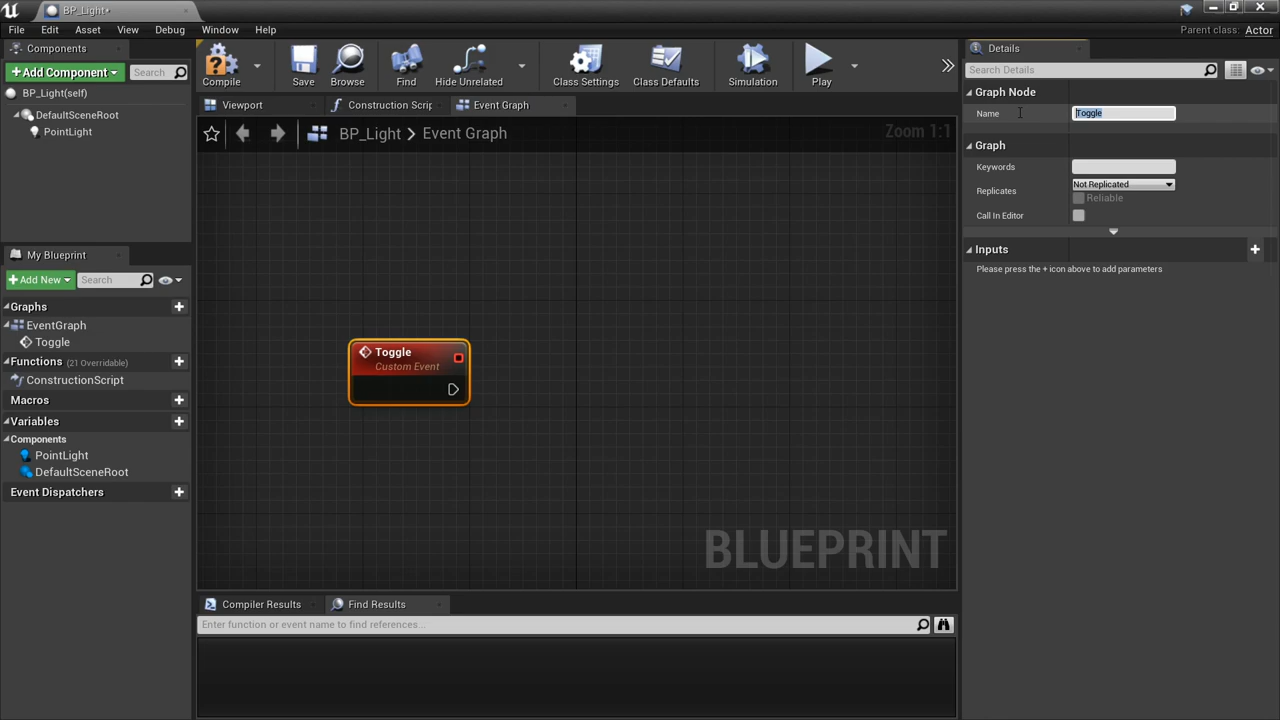 BP_Light*
File Edit Asset View Debug Window Help
Parent class: Actor
Components
Add Component Search
BP_Light(self)
DefaultSceneRoot
PointLight
My Blueprint
Add New Search
Graphs
EventGraph
Toggle
Functions (21 Overridable)
ConstructionScript
Macros
Variables
Components
PointLight
DefaultSceneRoot
Event Dispatchers
Compile Save Browse Find Hide Unrelated Class Settings Class Defaults Simulation Play
Viewport Construction Scrip Event Graph
BP_Light > Event Graph Zoom 1:1
Toggle
Custom Event
BLUEPRINT
Compiler Results Find Results
Enter function or event name to find references...
Details
Search Details
Graph Node
Name Toggle
Graph
Keywords
Replicates Not Replicated
Reliable
Call In Editor
Inputs
Please press the + icon above to add parameters